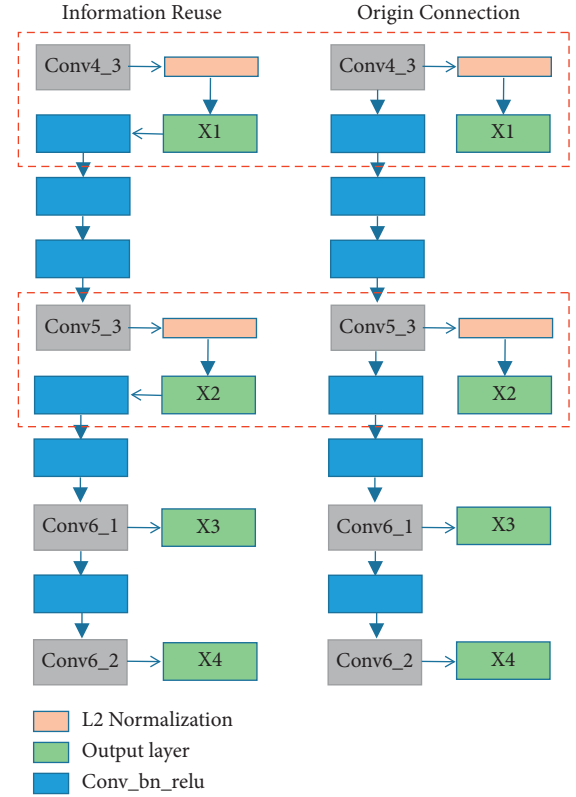 Information Reuse
Origin Connection
Conv4_3
Conv4_3
X1
X1
Conv5_3
Conv5_3
X2
X2
Conv6_1
X3
Conv6_1
X3
Conv6_2
X4
Conv6_2
X4
L2 Normalization
Output layer
Conv_bn_relu